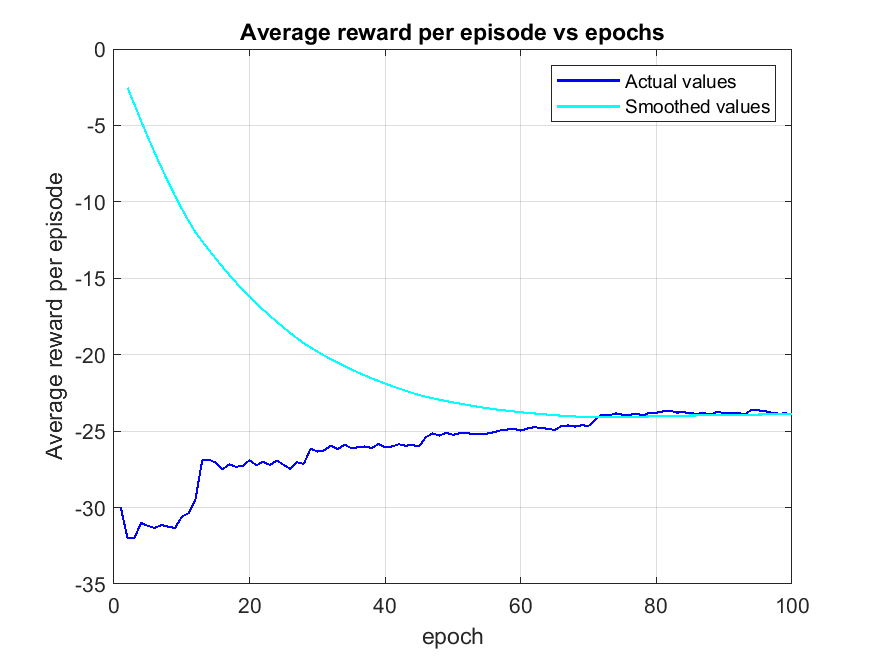 Average reward per episode vs epochs
Actual values
Smoothed values
Average reward per episode
0
-5
-10
-15
-20
-25
-30
-35
0 20 40 60 80 100
epoch